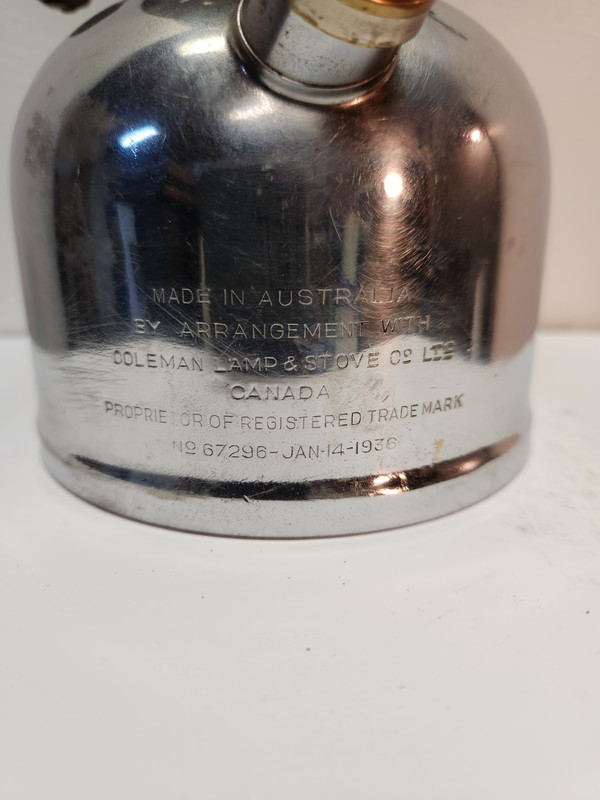 MADE IN AUSTRALIA
BY ARRANGEMENT WITH
COLEMAN LAMP & STOVE Cº LTD
CANADA
PROPRIETOR OF REGISTERED TRADE MARK
Nº 67296-JAN-14-1936